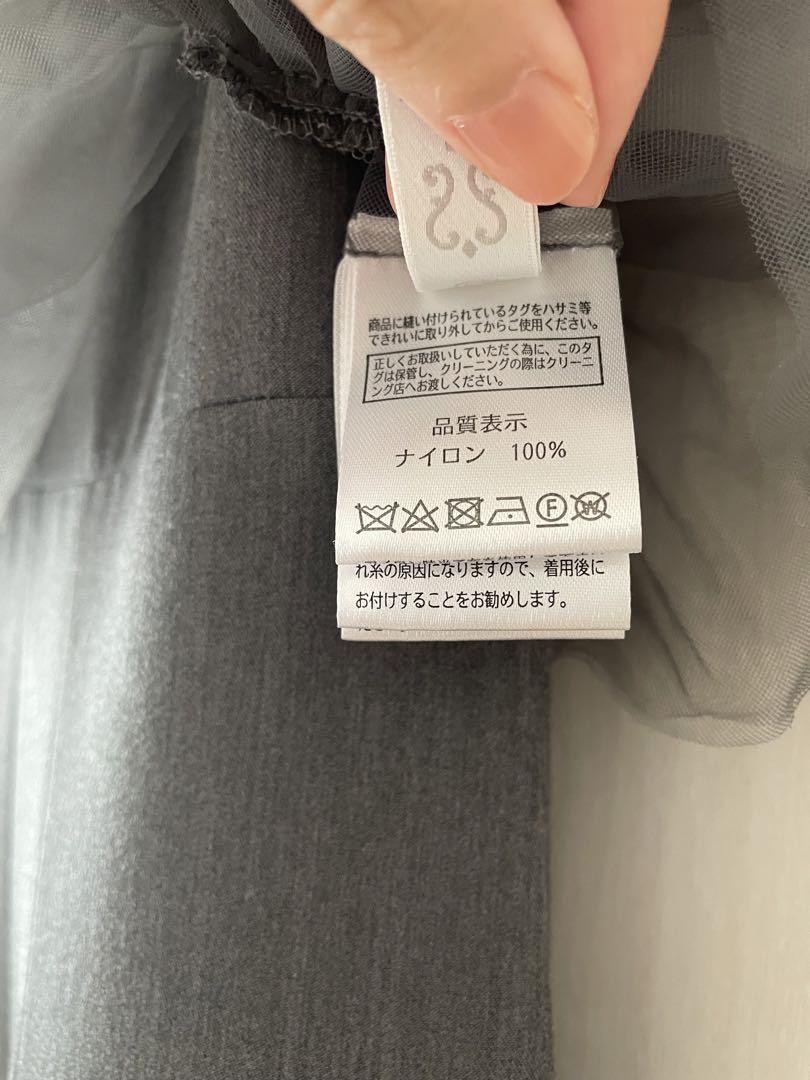 商品に縫い付けられているタグをハサミ等
できれいに取り外してからご使用ください。
正しくお取扱いしていただく為に、このタ
グは保管し、クリーニングの際はクリーニ
ング店へお渡しください。
品質表示
ナイロン 100%
F W
れ糸の原因になりますので、着用後に
お付けすることをお勧めします。